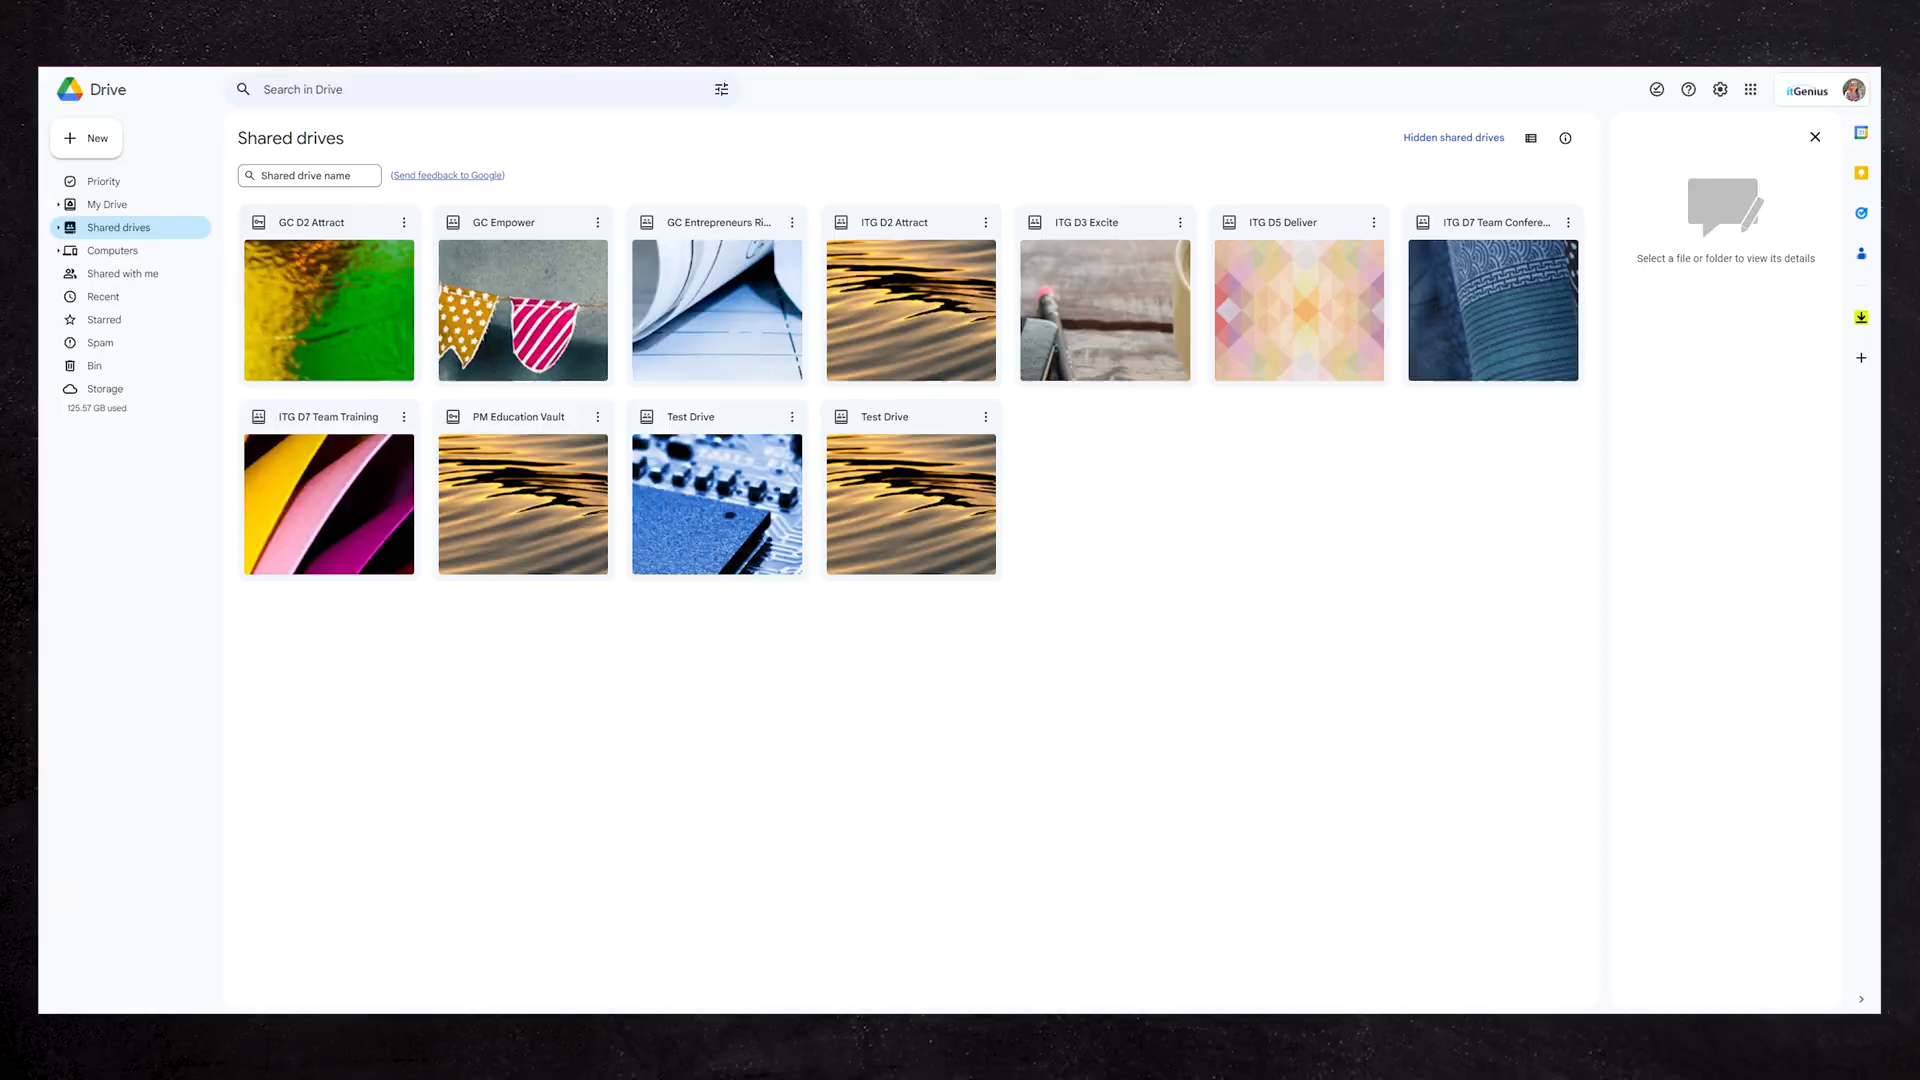 Drive
Search in Drive
itGenius
New
Priority
My Drive
Shared drives
Computers
Shared with me
Recent
Starred
Spam
Bin
Storage
125.57 GB used
Shared drives
Hidden shared drives
Shared drive name
(Send feedback to Google)
GC D2 Attract
GC Empower
GC Entrepreneurs Ri...
ITG D2 Attract
ITG D3 Excite
ITG D5 Deliver
ITG D7 Team Confere...
ITG D7 Team Training
PM Education Vault
Test Drive
Test Drive
Select a file or folder to view its details